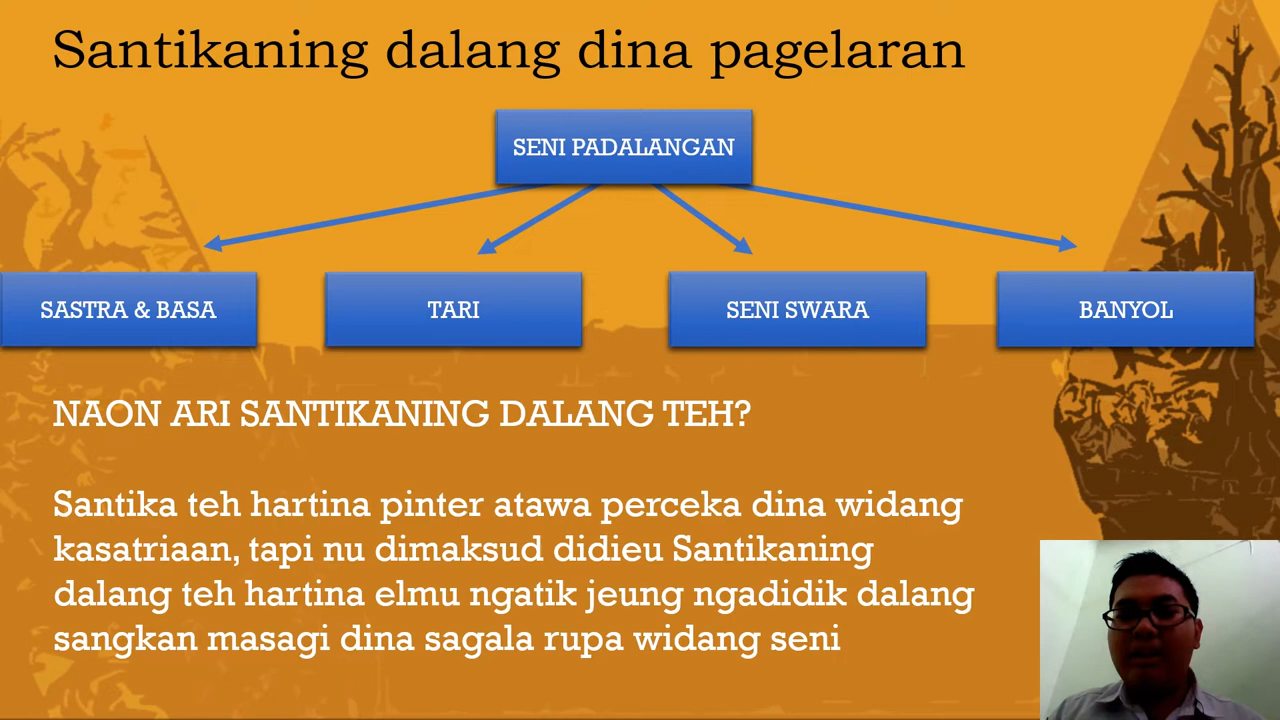 Santikaning dalang dina pagelaran
SENI PADALANGAN
SASTRA & BASA
TARI
SENI SWARA
BANYOL
NAON ARI SANTIKANING DALANG TEH?
Santika teh hartina pinter atawa perceka dina widang
kasatriaan, tapi nu dimaksud didieu Santikaning
dalang teh hartina elmu ngatik jeung ngadidik dalang
sangkan masagi dina sagala rupa widang seni